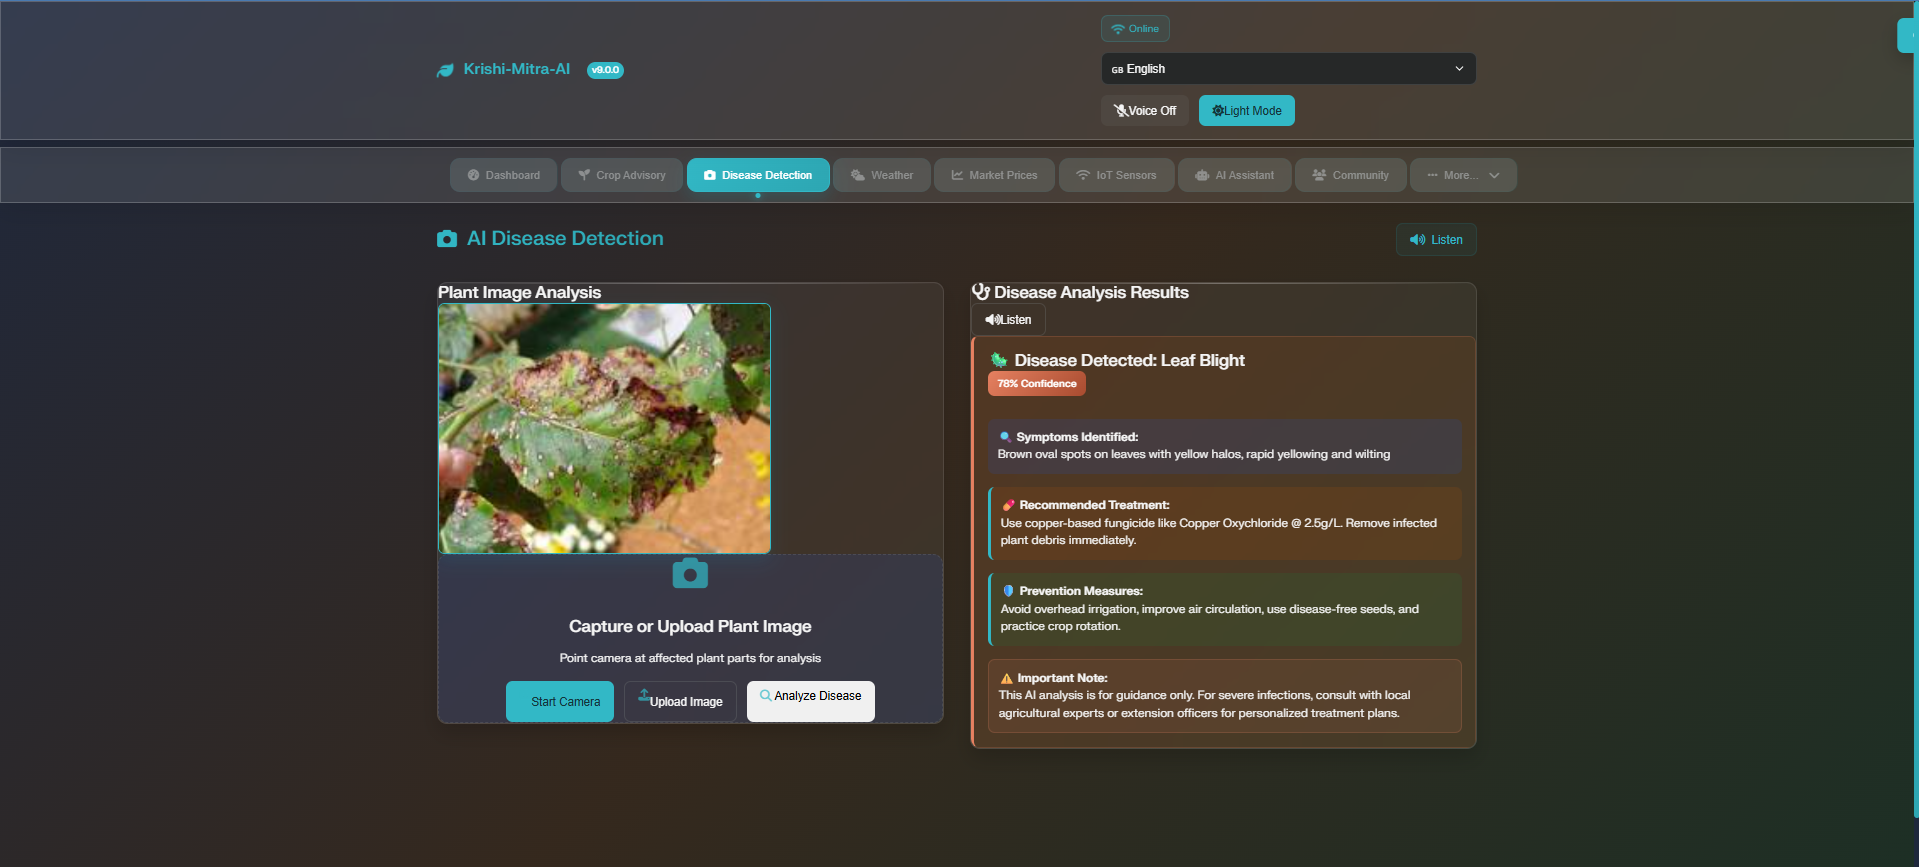 Online
Krishi-Mitra-AI v9.0.0
GB English
Voice Off Light Mode
Dashboard Crop Advisory Disease Detection Weather Market Prices IoT Sensors AI Assistant Community More...
AI Disease Detection
Listen
Plant Image Analysis
Capture or Upload Plant Image
Point camera at affected plant parts for analysis
Start Camera Upload Image Analyze Disease
Disease Analysis Results
Listen
Disease Detected: Leaf Blight
78% Confidence
Symptoms Identified:
Brown oval spots on leaves with yellow halos, rapid yellowing and wilting
Recommended Treatment:
Use copper-based fungicide like Copper Oxychloride @ 2.5g/L. Remove infected
plant debris immediately.
Prevention Measures:
Avoid overhead irrigation, improve air circulation, use disease-free seeds, and
practice crop rotation.
Important Note:
This AI analysis is for guidance only. For severe infections, consult with local
agricultural experts or extension officers for personalized treatment plans.